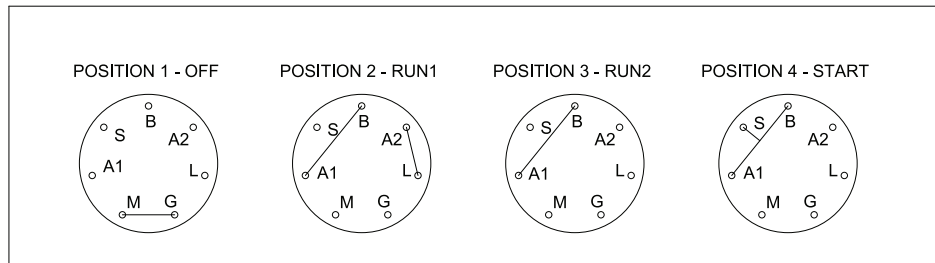 POSITION 1 - OFF
B
S
A2
A1
L
M G
POSITION 2 - RUN1
B
S
A2
A1
L
M G
POSITION 3 - RUN2
B
S
A2
A1
L
M G
POSITION 4 - START
B
S
A2
A1
L
M G